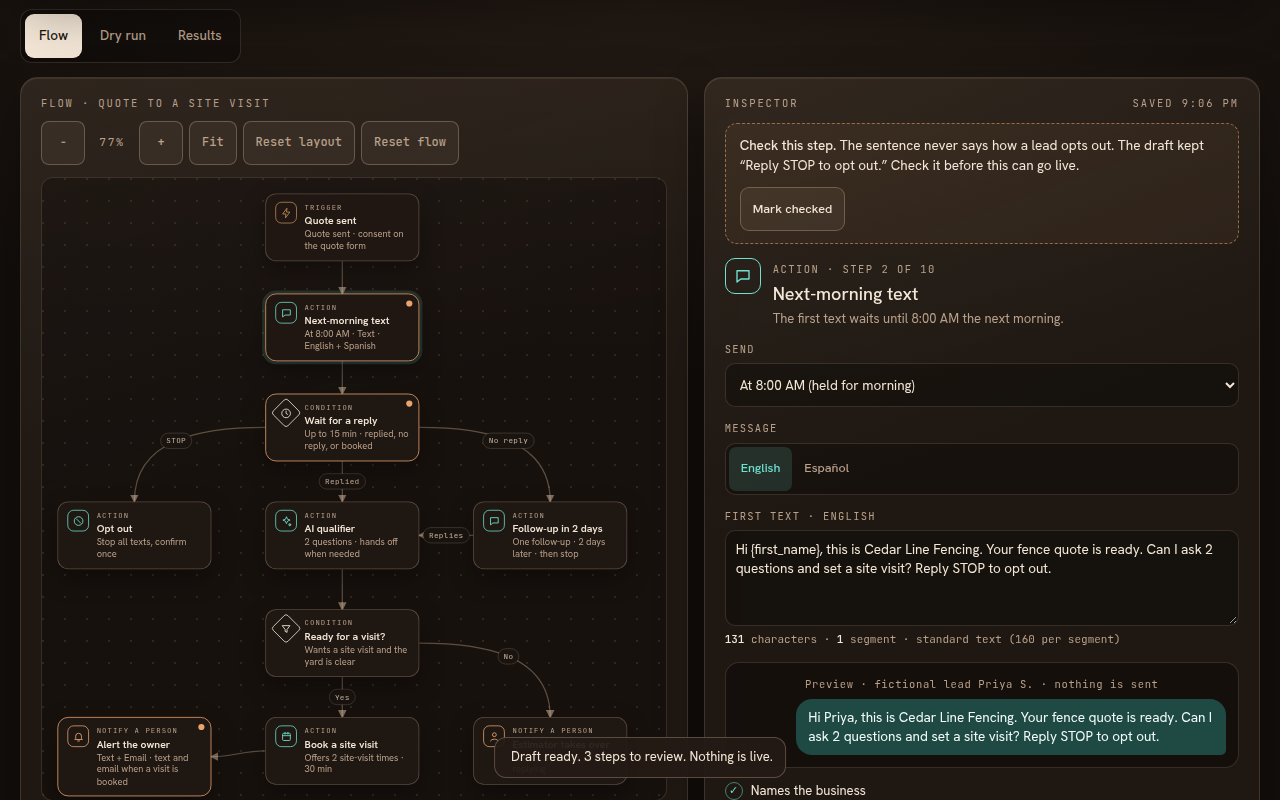 Flow
Dry run
Results
FLOW · QUOTE TO A SITE VISIT
-
77%
+
Fit
Reset layout
Reset flow
TRIGGER
Quote sent
Quote sent · consent on
the quote form
ACTION
Next-morning text
At 8:00 AM · Text ·
English + Spanish
CONDITION
Wait for a reply
Up to 15 min · replied, no
reply, or booked
STOP
No reply
Replied
ACTION
Opt out
Stop all texts, confirm
once
ACTION
AI qualifier
2 questions · hands off
when needed
Replies
ACTION
Follow-up in 2 days
One follow-up · 2 days
later · then stop
CONDITION
Ready for a visit?
Wants a site visit and the
yard is clear
No
Yes
NOTIFY A PERSON
Alert the owner
Text + Email · text and
email when a visit is
booked
ACTION
Book a site visit
Offers 2 site-visit times ·
30 min
NOTIFY A PERSON
Draft ready. 3 steps to review. Nothing is live.
INSPECTOR
SAVED 9:06 PM
Check this step. The sentence never says how a lead opts out. The draft kept
“Reply STOP to opt out.” Check it before this can go live.
Mark checked
ACTION · STEP 2 OF 10
Next-morning text
The first text waits until 8:00 AM the next morning.
SEND
At 8:00 AM (held for morning)
MESSAGE
English
Español
FIRST TEXT · ENGLISH
Hi {first_name}, this is Cedar Line Fencing. Your fence quote is ready. Can I ask 2
questions and set a site visit? Reply STOP to opt out.
131 characters · 1 segment · standard text (160 per segment)
Preview · fictional lead Priya S. · nothing is sent
Hi Priya, this is Cedar Line Fencing. Your fence quote is ready. Can I
ask 2 questions and set a site visit? Reply STOP to opt out.
Names the business